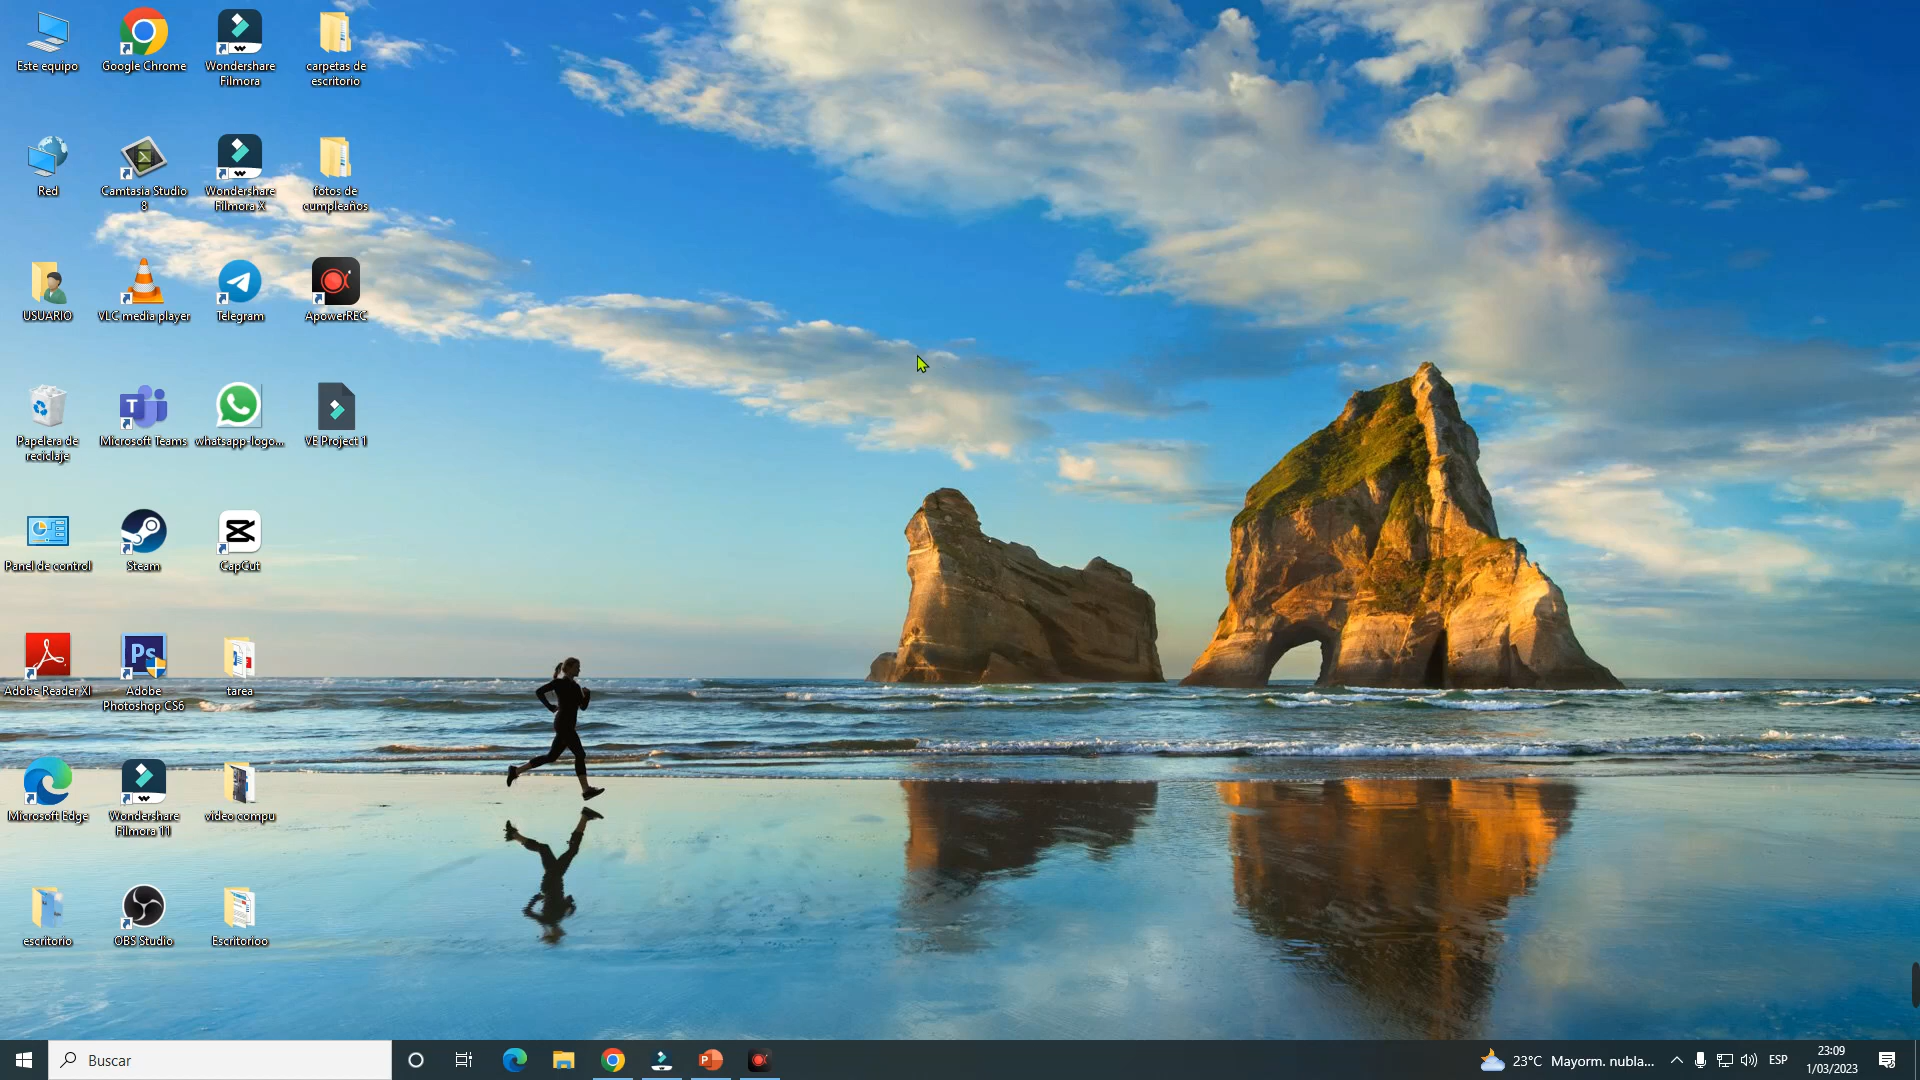 Este equipo
Google Chrome
Wondershare
Filmora
carpetas de
escritorio
Red
Camtasia Studio
8
Wondershare
Filmora X
fotos de
cumpleaños
USUARIO
VLC media player
Telegram
ApowerREC
Papelera de
reciclaje
Microsoft Teams
whatsapp-logo...
VE Project 1
Panel de control
Steam
CapCut
Adobe Reader XI
Ps
Adobe
Photoshop CS6
tarea
Microsoft Edge
Wondershare
Filmora 11
video compu
escritorio
OBS Studio
Escritorioo
Buscar
23°C Mayorm. nubla...
ESP
23:09
1/03/2023